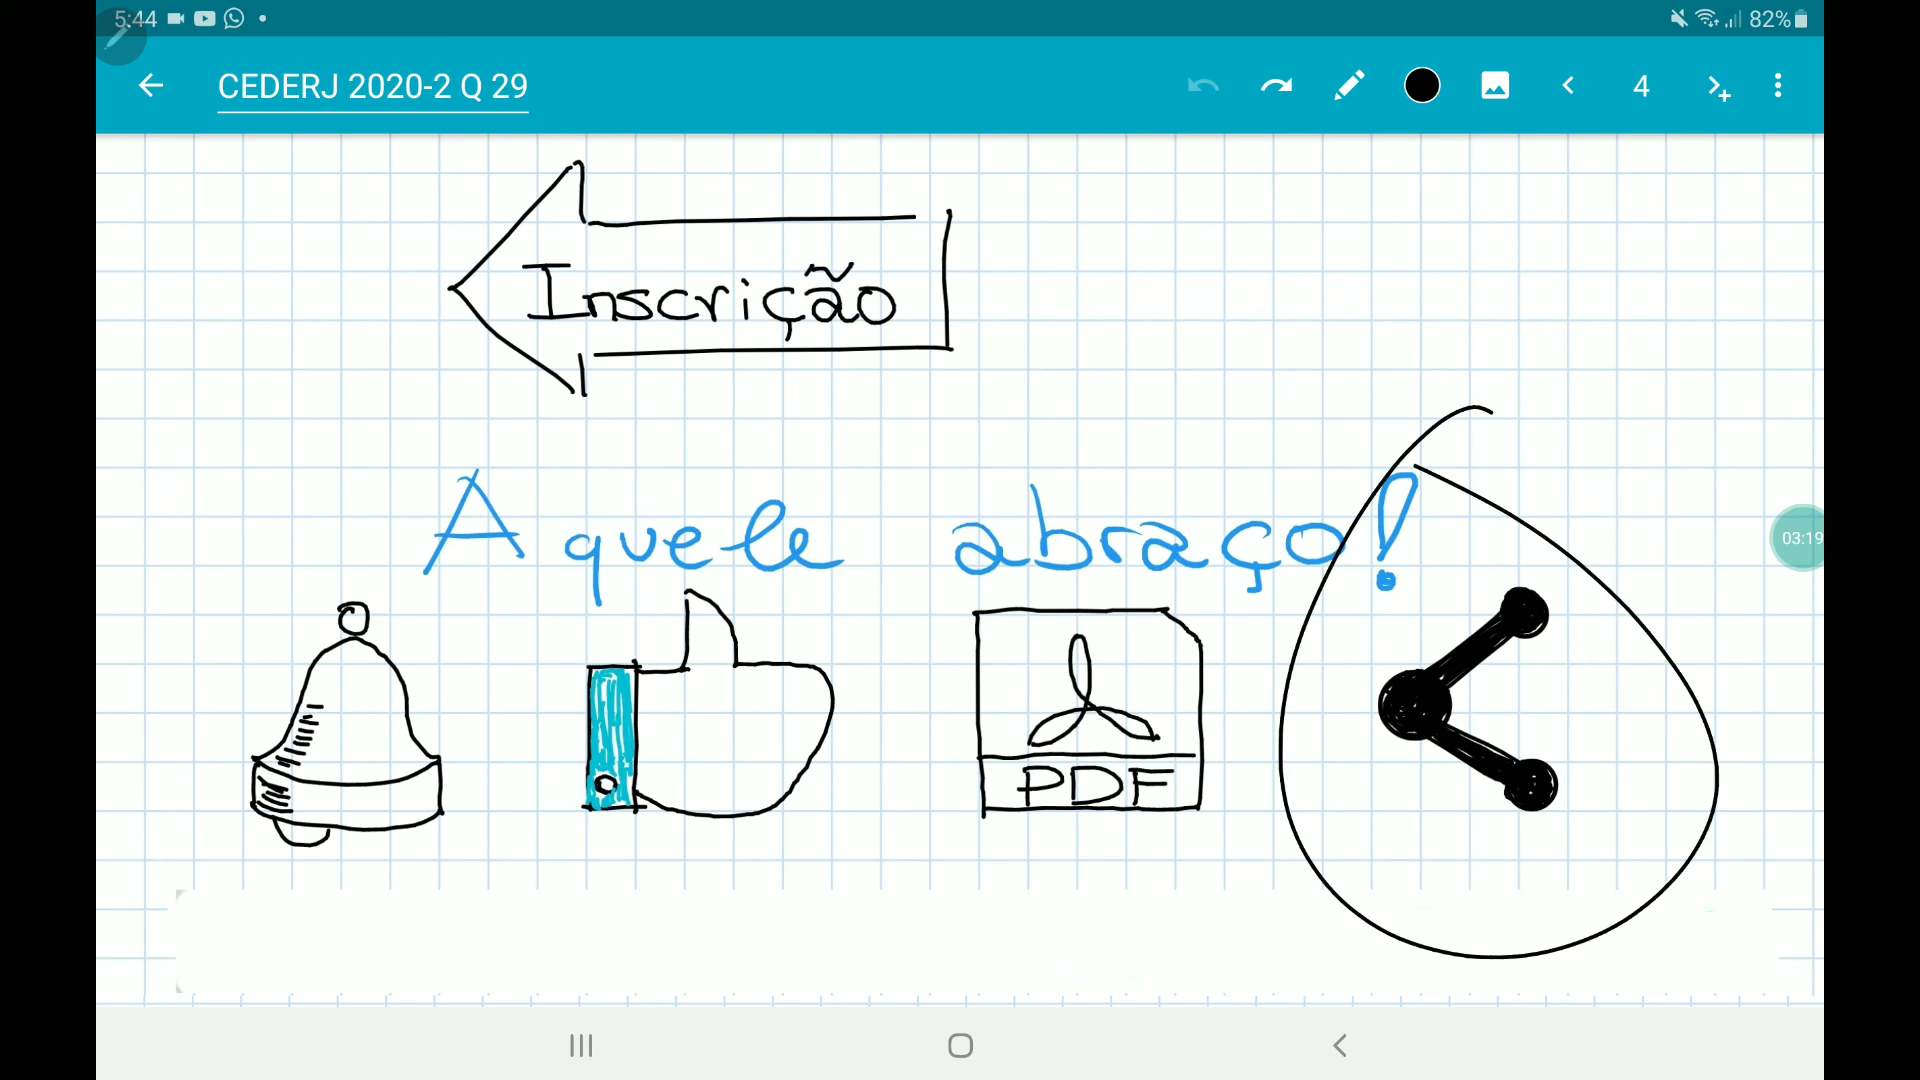 5:44
82%
CEDERJ 2020-2 Q 29
4
Inscrição
Aquele abraço!
03:19
PDF